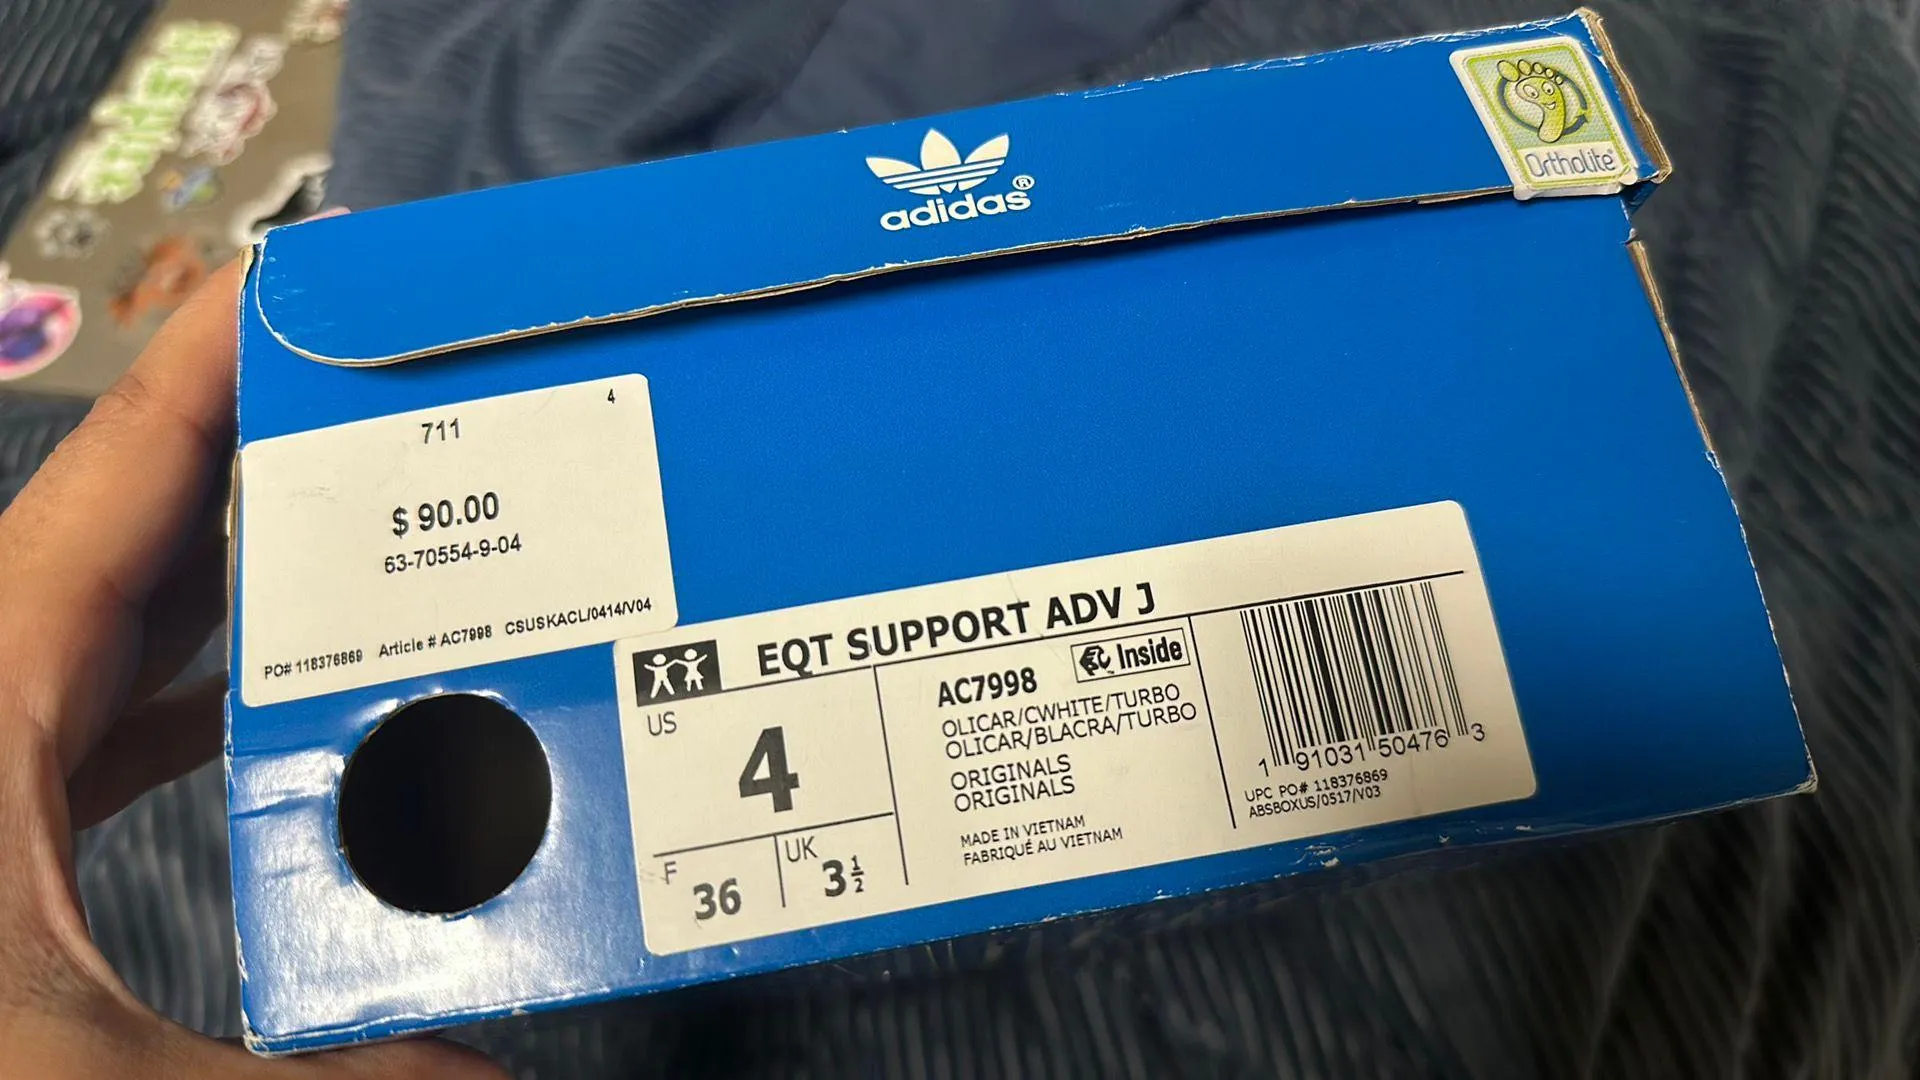 adidas®
Ortholite®
4
711
$ 90.00
63-70554-9-04
PO# 118376869 Article # AC7998 CSUSKACL/0414/V04
EQT SUPPORT ADV J
US
4
F 36
UK 3½
AC7998
Inside
OLICAR/CWHITE/TURBO
OLICAR/BLACRA/TURBO
ORIGINALS
ORIGINALS
MADE IN VIETNAM
FABRIQUÉ AU VIETNAM
1 91031 50476 3
UPC PO# 118376869
ABSBOXUS/0517/V03